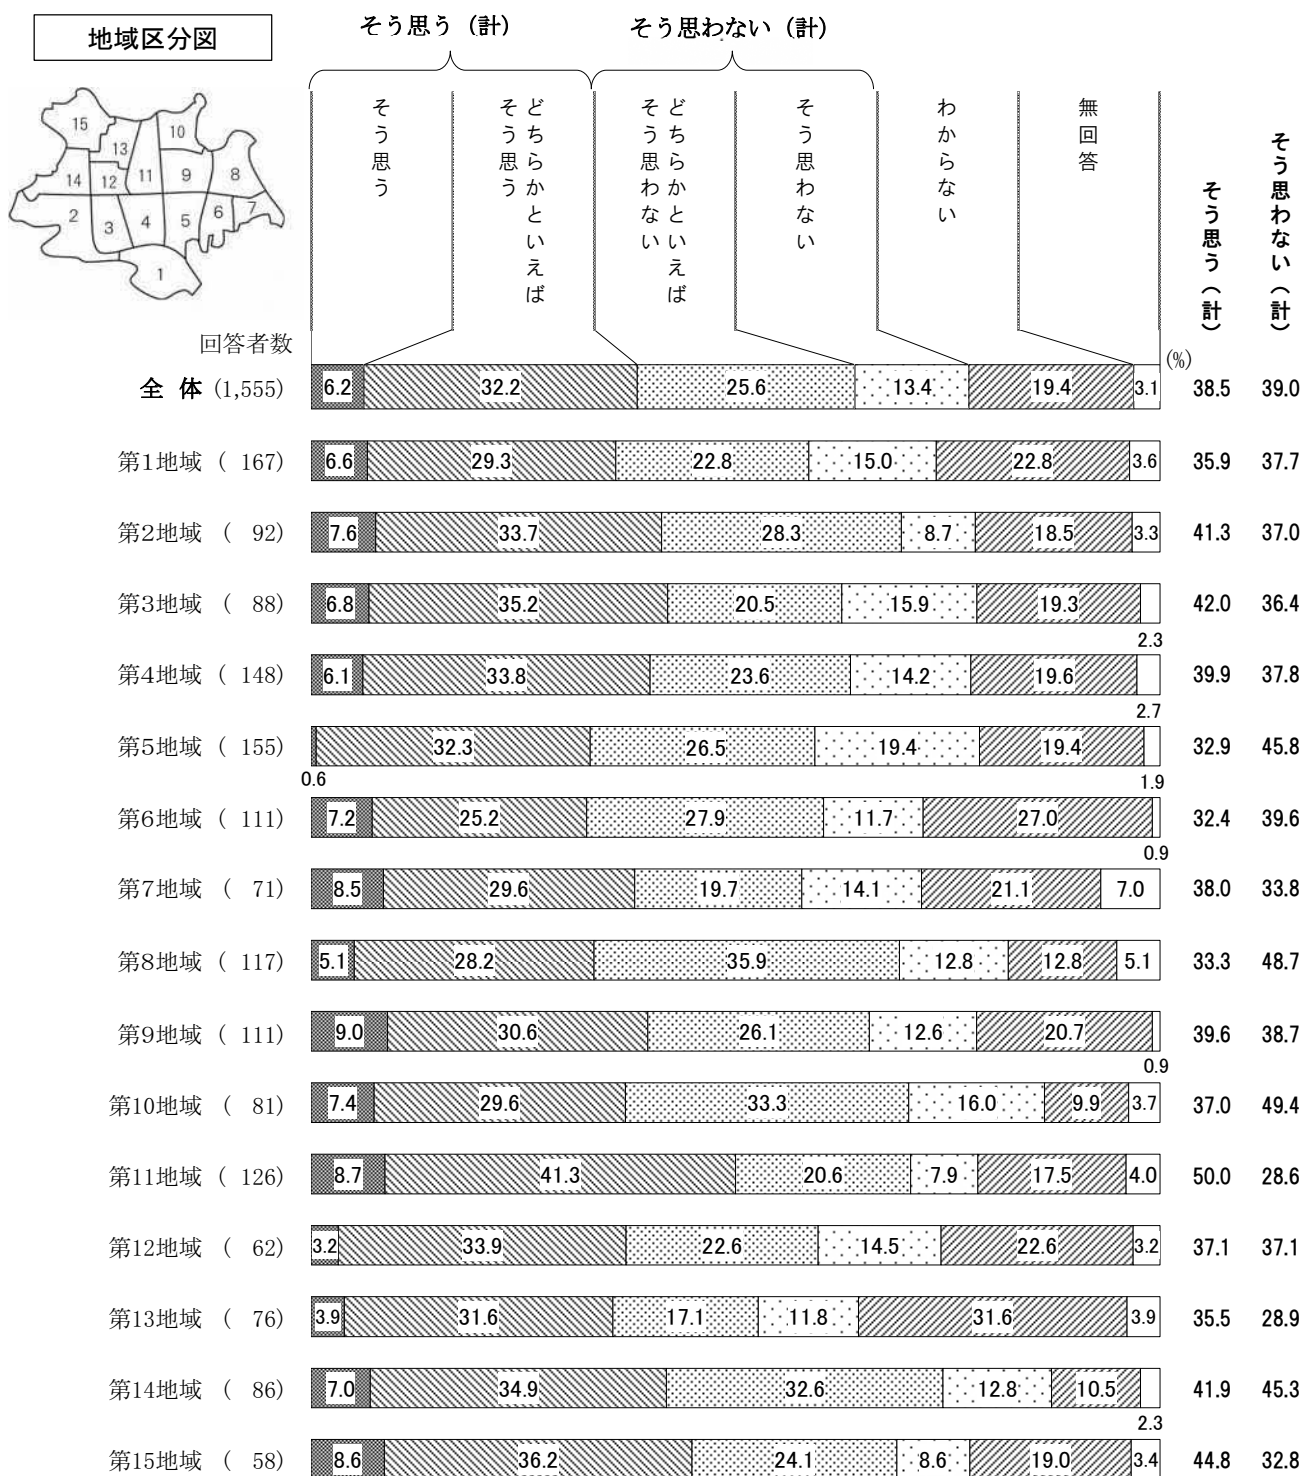 地域区分図
そう思う（計）
そう思わない（計）
15
10
13
14
12
11
9
8
2
3
4
5
6
7
1
そう思う
どちらかといえば
そう思う
どちらかといえば
そう思わない
そう思わない
わからない
無回答
そう思う（計）
そう思わない（計）
回答者数
(%)
全 体 (1,555) 6.2 32.2 25.6 13.4 19.4 3.1 38.5 39.0
第1地域 ( 167) 6.6 29.3 22.8 15.0 22.8 3.6 35.9 37.7
第2地域 ( 92) 7.6 33.7 28.3 8.7 18.5 3.3 41.3 37.0
第3地域 ( 88) 6.8 35.2 20.5 15.9 19.3 2.3 42.0 36.4
第4地域 ( 148) 6.1 33.8 23.6 14.2 19.6 2.7 39.9 37.8
第5地域 ( 155) 0.6 32.3 26.5 19.4 19.4 1.9 32.9 45.8
第6地域 ( 111) 7.2 25.2 27.9 11.7 27.0 0.9 32.4 39.6
第7地域 ( 71) 8.5 29.6 19.7 14.1 21.1 7.0 38.0 33.8
第8地域 ( 117) 5.1 28.2 35.9 12.8 12.8 5.1 33.3 48.7
第9地域 ( 111) 9.0 30.6 26.1 12.6 20.7 0.9 39.6 38.7
第10地域 ( 81) 7.4 29.6 33.3 16.0 9.9 3.7 37.0 49.4
第11地域 ( 126) 8.7 41.3 20.6 7.9 17.5 4.0 50.0 28.6
第12地域 ( 62) 3.2 33.9 22.6 14.5 22.6 3.2 37.1 37.1
第13地域 ( 76) 3.9 31.6 17.1 11.8 31.6 3.9 35.5 28.9
第14地域 ( 86) 7.0 34.9 32.6 12.8 10.5 2.3 41.9 45.3
第15地域 ( 58) 8.6 36.2 24.1 8.6 19.0 3.4 44.8 32.8